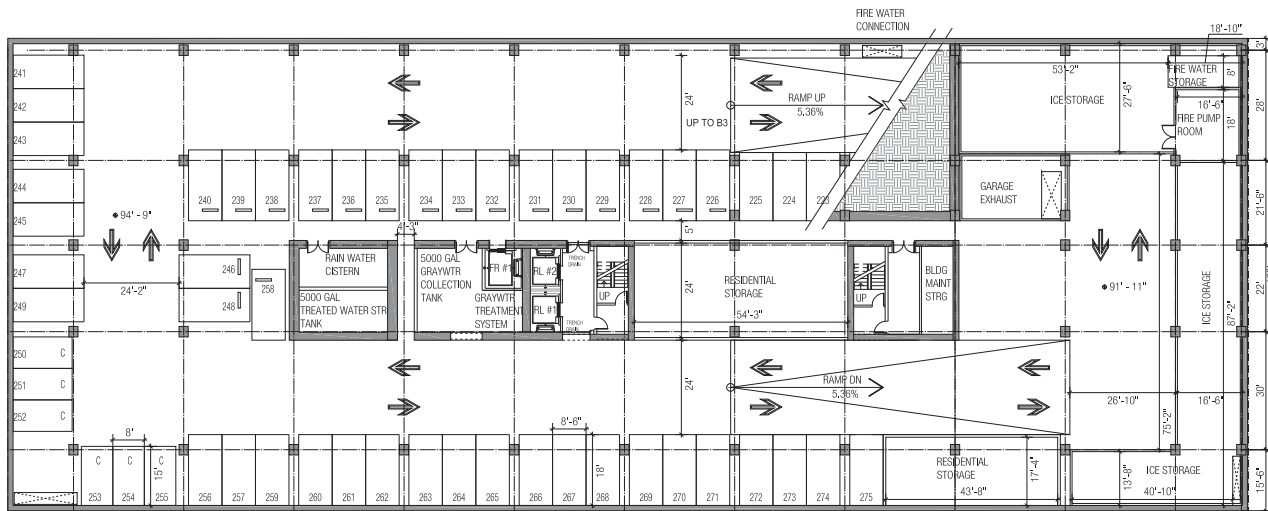 FIRE WATER
CONNECTION
18'-10"
3'
241
53'-2"
FIRE WATER
STORAGE
8'
242
24'
RAMP UP
5.36%
ICE STORAGE
27'-6"
16'-6"
28'
243
UP TO B3
FIRE PUMP
ROOM
18'
244
240
239
238
237
236
235
234
233
232
231
230
229
228
227
226
225
224
GARAGE
EXHAUST
21'-8"
245
94'-9"
4'-3"
5'
247
246
RAIN WATER
CISTERN
5000 GAL
GRAYWTR
COLLECTION
TANK
FR #1
RL #2
TRENCH
DRAIN
UP
RESIDENTIAL
STORAGE
24'
UP
BLDG
MAINT
STRG
91' - 11"
ICE STORAGE
22'
87'-2"
249
24'-2"
248
258
5000 GAL
TREATED WATER STR
TANK
GRAYWTR
TREATMENT
SYSTEM
RL #1
TRENCH
DRAIN
54'-3"
250
C
251
C
24'
RAMP DN
5.36%
252
C
8'
8'-6"
26'-10"
16'-6"
30'
75'-2"
C
C
C
15'
18'
RESIDENTIAL
STORAGE
17'-4"
43'-8"
13'-8"
ICE STORAGE
40'-10"
15'-6"
253
254
255
256
257
259
260
261
262
263
264
265
266
267
268
269
270
271
272
273
274
275